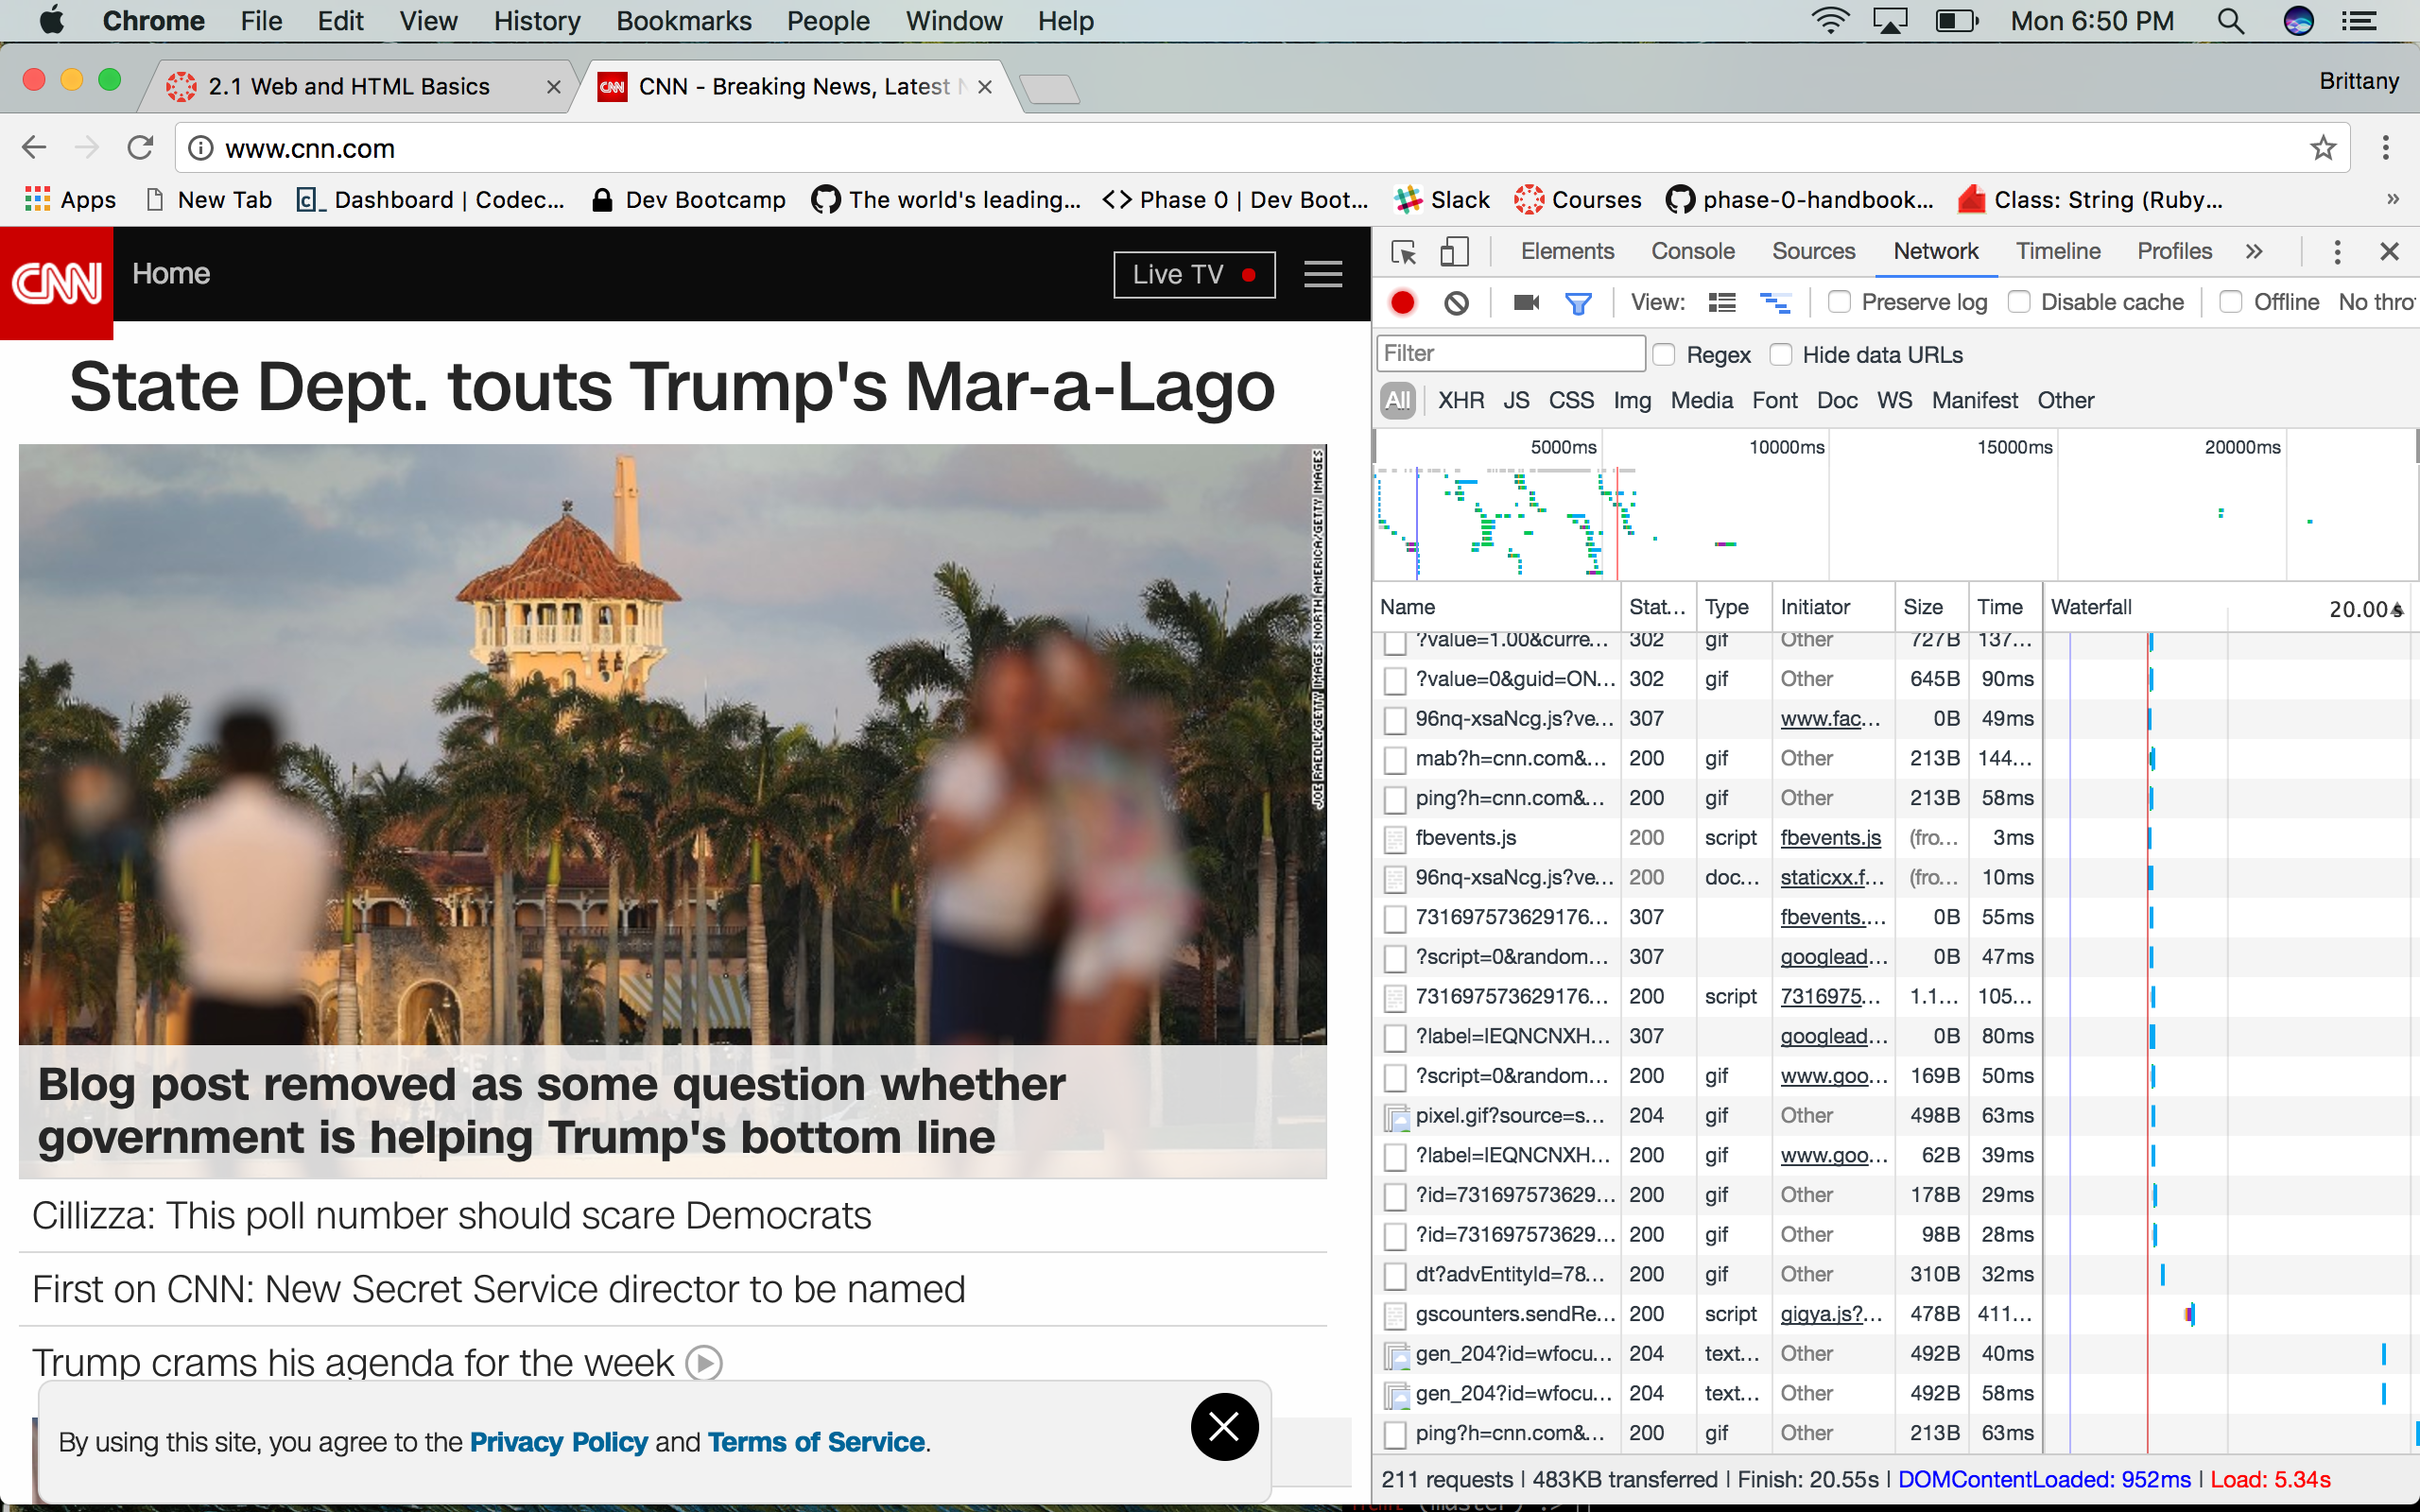 Chrome File Edit View History Bookmarks People Window Help Mon 6:50 PM
2.1 Web and HTML Basics CNN - Breaking News, Latest N Brittany
www.cnn.com
Apps New Tab Dashboard | Codec... Dev Bootcamp The world's leading... Phase 0 | Dev Boot... Slack Courses phase-0-handbook... Class: String (Ruby... »
CNN Home Live TV
State Dept. touts Trump's Mar-a-Lago
JOE RAEDLE/GETTY IMAGES NORTH AMERICA/GETTY IMAGES
Blog post removed as some question whether
government is helping Trump's bottom line
Cillizza: This poll number should scare Democrats
First on CNN: New Secret Service director to be named
Trump crams his agenda for the week
By using this site, you agree to the Privacy Policy and Terms of Service.
Elements Console Sources Network Timeline Profiles »
View: Preserve log Disable cache Offline No thro
Filter Regex Hide data URLs
All XHR JS CSS Img Media Font Doc WS Manifest Other
5000ms 10000ms 15000ms 20000ms
Name Stat... Type Initiator Size Time Waterfall 20.00s
?value=1.00&curre... 302 gif Other 727B 137...
?value=0&guid=ON... 302 gif Other 645B 90ms
96nq-xsaNcg.js?ve... 307 www.fac... 0B 49ms
mab?h=cnn.com&... 200 gif Other 213B 144...
ping?h=cnn.com&... 200 gif Other 213B 58ms
fbevents.js 200 script fbevents.js (fro... 3ms
96nq-xsaNcg.js?ve... 200 doc... staticxx.f... (fro... 10ms
731697573629176... 307 fbevents.... 0B 55ms
?script=0&random... 307 googlead... 0B 47ms
731697573629176... 200 script 7316975... 1.1... 105...
?label=IEQNCNXH... 307 googlead... 0B 80ms
?script=0&random... 200 gif www.goo... 169B 50ms
pixel.gif?source=s... 204 gif Other 498B 63ms
?label=IEQNCNXH... 200 gif www.goo... 62B 39ms
?id=731697573629... 200 gif Other 178B 29ms
?id=731697573629... 200 gif Other 98B 28ms
dt?advEntityId=78... 200 gif Other 310B 32ms
gscounters.sendRe... 200 script gigya.js?... 478B 411...
gen_204?id=wfocu... 204 text... Other 492B 40ms
gen_204?id=wfocu... 204 text... Other 492B 58ms
ping?h=cnn.com&... 200 gif Other 213B 63ms
211 requests | 483KB transferred | Finish: 20.55s | DOMContentLoaded: 952ms | Load: 5.34s